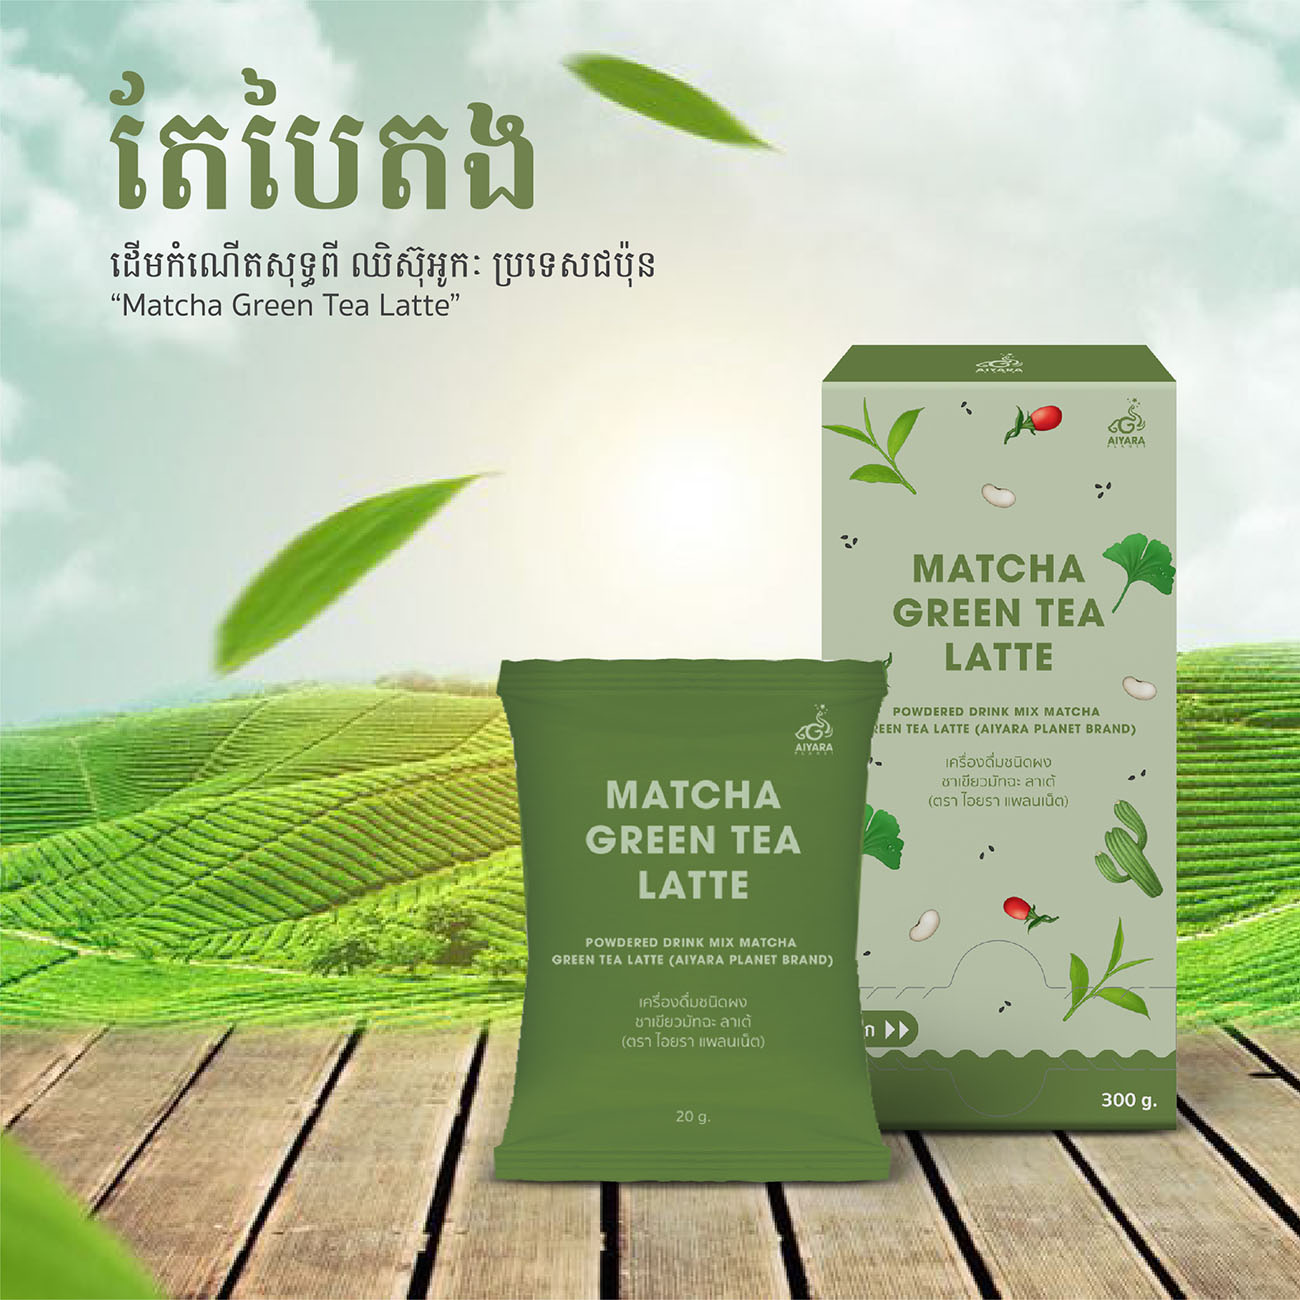 តែបៃតង
ដើមកំណើតសុទ្ធពី ឈិស៊ុអូកៈ ប្រទេសជប៉ុន
“Matcha Green Tea Latte”
AIYARA
AIYARA
PLANET
MATCHA
GREEN TEA
LATTE
POWDERED DRINK MIX MATCHA
TEA LATTE (AIYARA PLANET BRAND)
เครื่องดื่มชนิดผง
ชาเขียวมัทฉะ ลาเต้
(ตรา ไอยรา แพลนเน็ต)
300 g.
AIYARA
PLANET
MATCHA
GREEN TEA
LATTE
POWDERED DRINK MIX MATCHA
GREEN TEA LATTE (AIYARA PLANET BRAND)
เครื่องดื่มชนิดผง
ชาเขียวมัทฉะ ลาเต้
(ตรา ไอยรา แพลนเน็ต)
20 g.